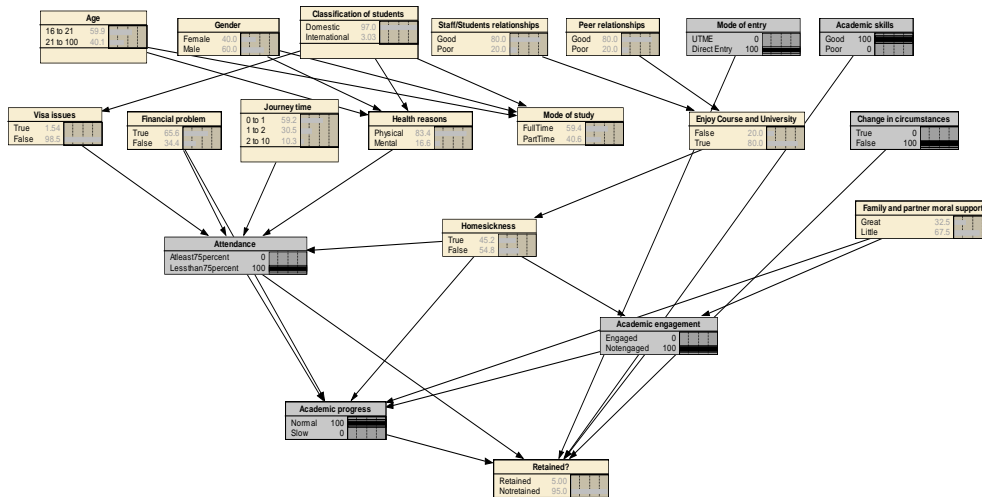 Age
16 to 21 59.9
21 to 100 40.1
Gender
Female 40.0
Male 60.0
Classification of students
Domestic 97.0
International 3.03
Staff/Students relationships
Good 80.0
Poor 20.0
Peer relationships
Good 80.0
Poor 20.0
Mode of entry
UTME 0
Direct Entry 100
Academic skills
Good 100
Poor 0
Visa issues
True 1.54
False 98.5
Financial problem
True 65.6
False 34.4
Journey time
0 to 1 59.2
1 to 2 30.5
2 to 10 10.3
Health reasons
Physical 83.4
Mental 16.6
Mode of study
FullTime 59.4
PartTime 40.6
Enjoy Course and University
False 20.0
True 80.0
Change in circumstances
True 0
False 100
Family and partner moral support
Great 32.5
Little 67.5
Homesickness
True 45.2
False 54.8
Attendance
Atleast75percent 0
Lessthan75percent 100
Academic engagement
Engaged 0
Notengaged 100
Academic progress
Normal 100
Slow 0
Retained?
Retained 5.00
Notretained 95.0